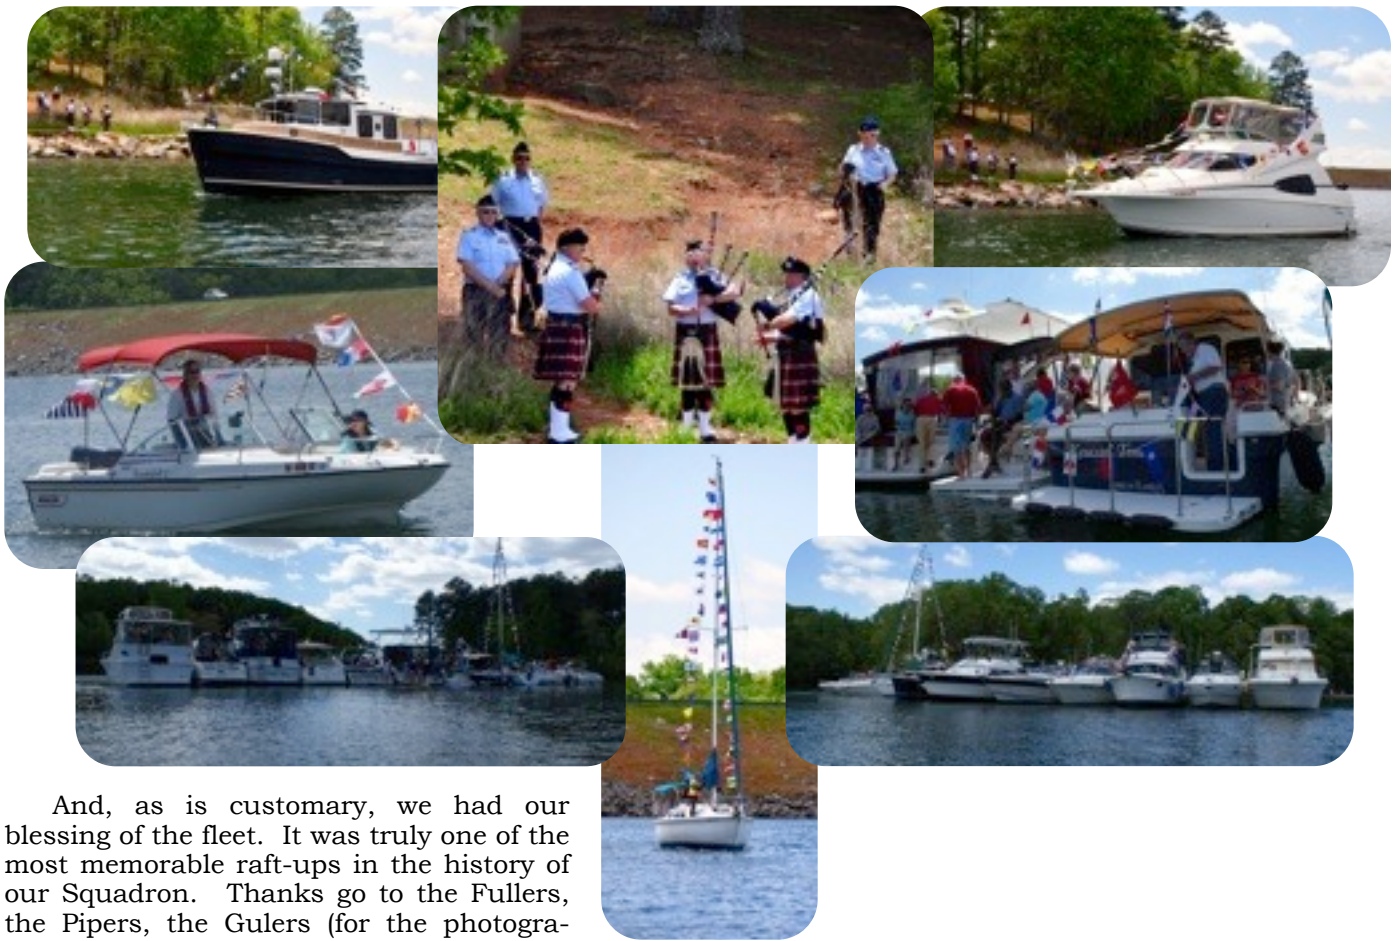 And, as is customary, we had our
blessing of the fleet. It was truly one of the
most memorable raft-ups in the history of
our Squadron. Thanks go to the Fullers,
the Pipers, the Gulers (for the photogra-